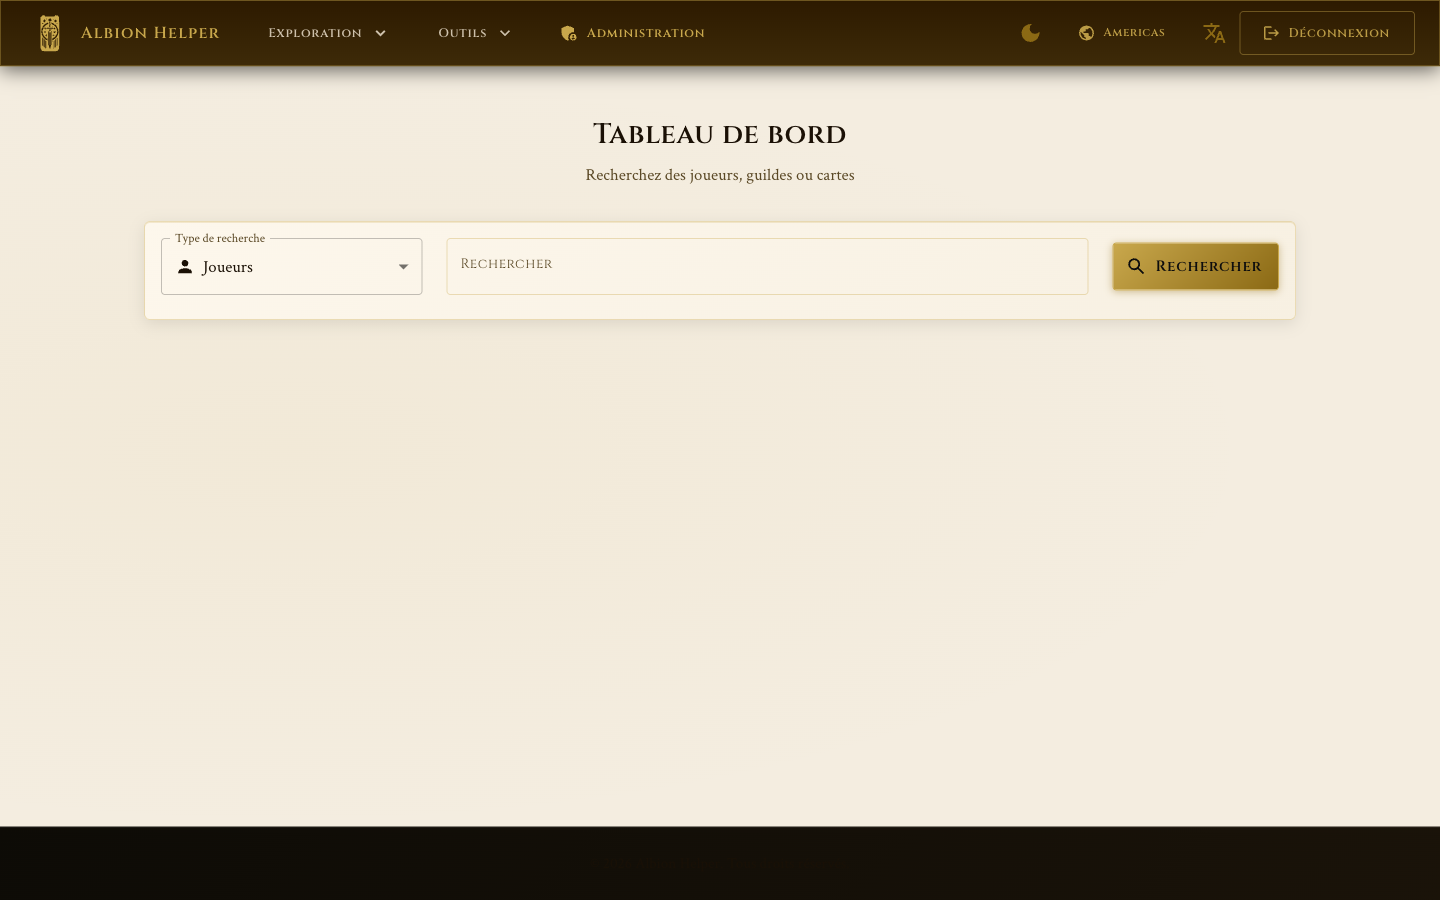 Albion Helper
Exploration
Outils
Administration
Americas
Déconnexion
Tableau de bord
Recherchez des joueurs, guildes ou cartes
Type de recherche
Joueurs
Rechercher
Rechercher